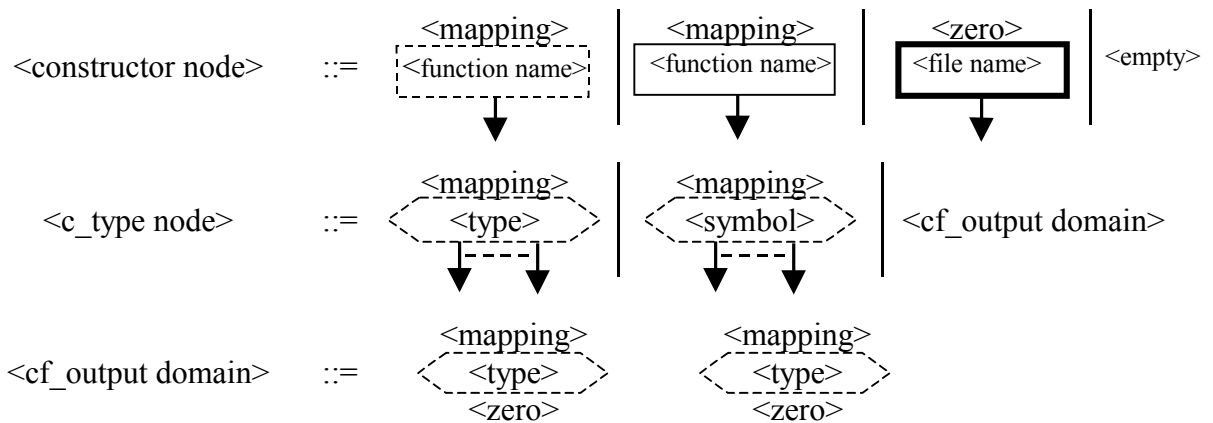 <mapping> <mapping> <zero>
<constructor node> ::= <function name> <function name> <file name> <empty>
<mapping> <mapping>
<c_type node> ::= <type> <symbol> <cf_output domain>
<mapping> <mapping>
<cf_output domain> ::= <type> <type>
<zero> <zero>